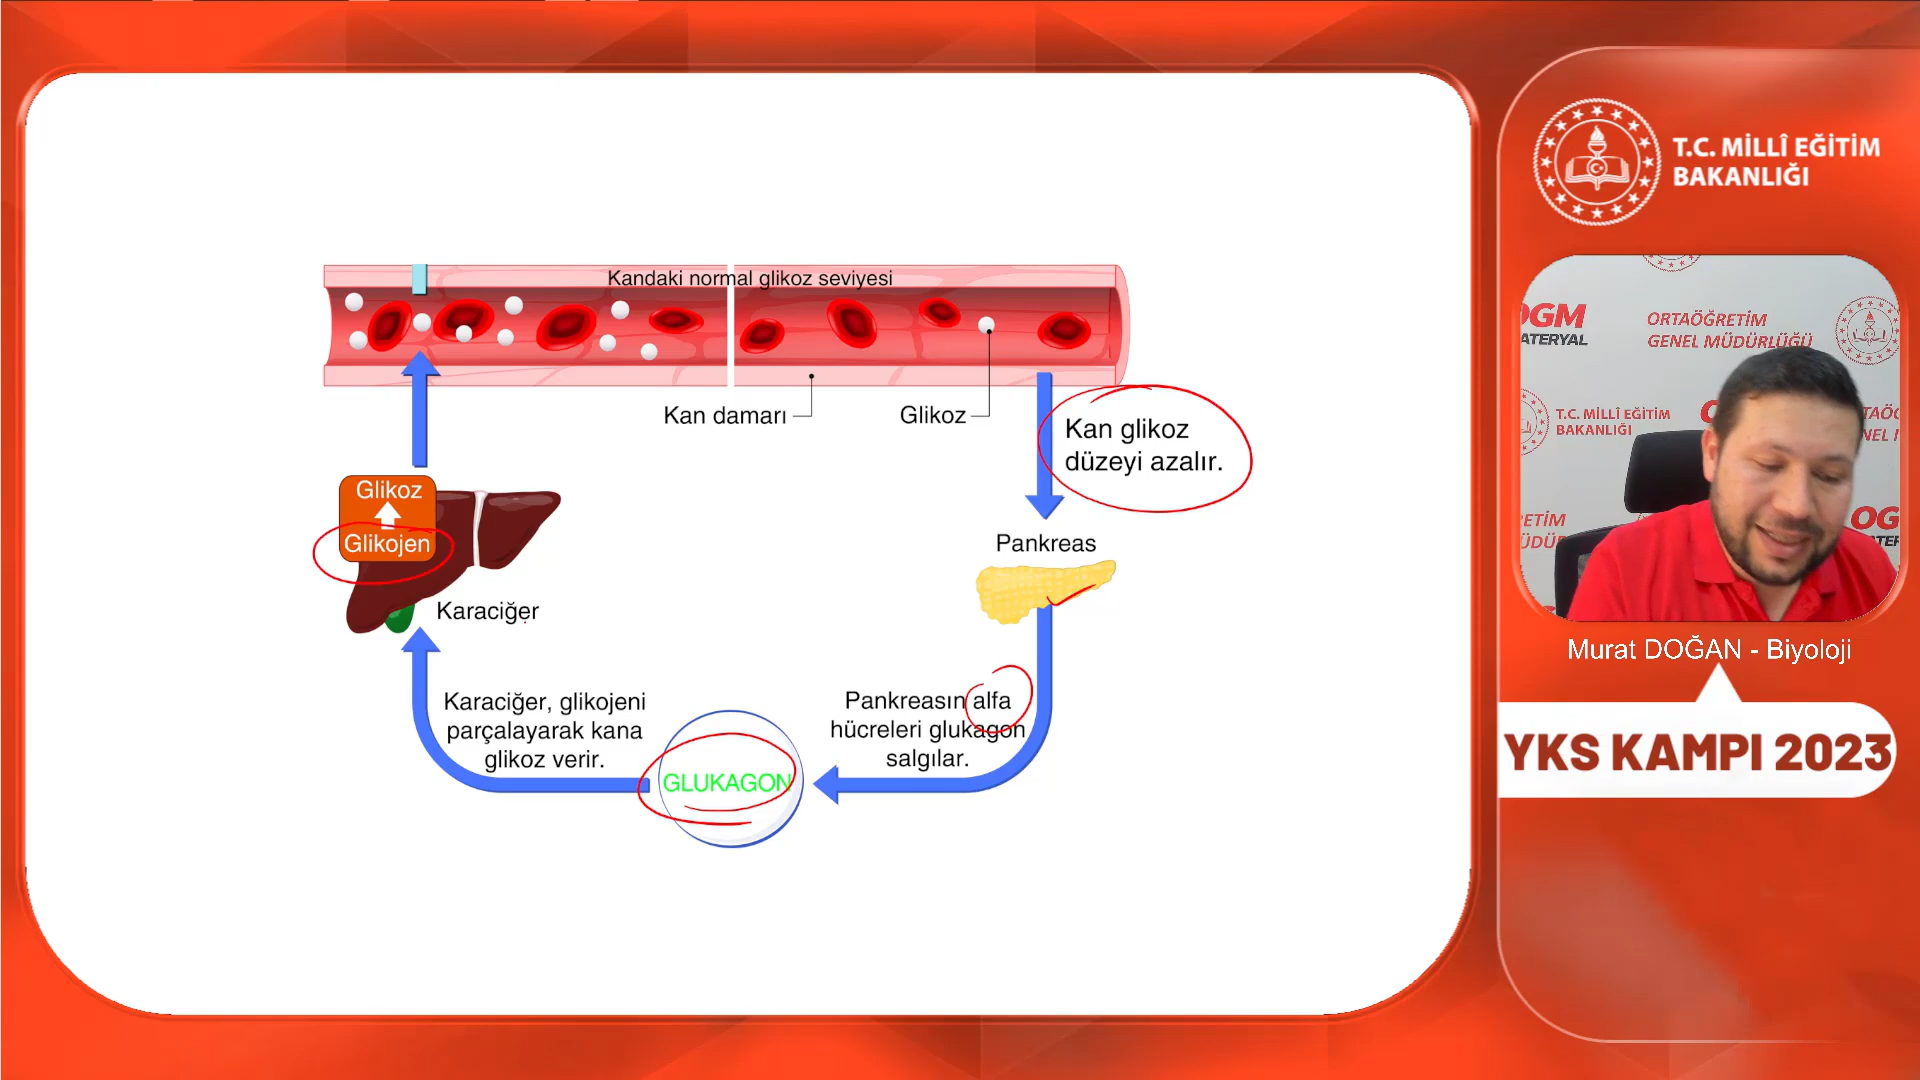 Kandaki normal glikoz seviyesi
Kan damarı
Glikoz
Kan glikoz
düzeyi azalır.
Glikoz
Glikojen
Karaciğer
Pankreas
Karaciğer, glikojeni
parçalayarak kana
glikoz verir.
GLUKAGON
Pankreasın alfa
hücreleri glukagon
salgılar.
T.C. MİLLÎ EĞİTİM
BAKANLIĞI
OGM
ATERYAL
ORTAÖĞRETİM
GENEL MÜDÜRLÜĞÜ
T.C. MİLLÎ EĞİTİM
BAKANLIĞI
Murat DOĞAN - Biyoloji
YKS KAMPI 2023